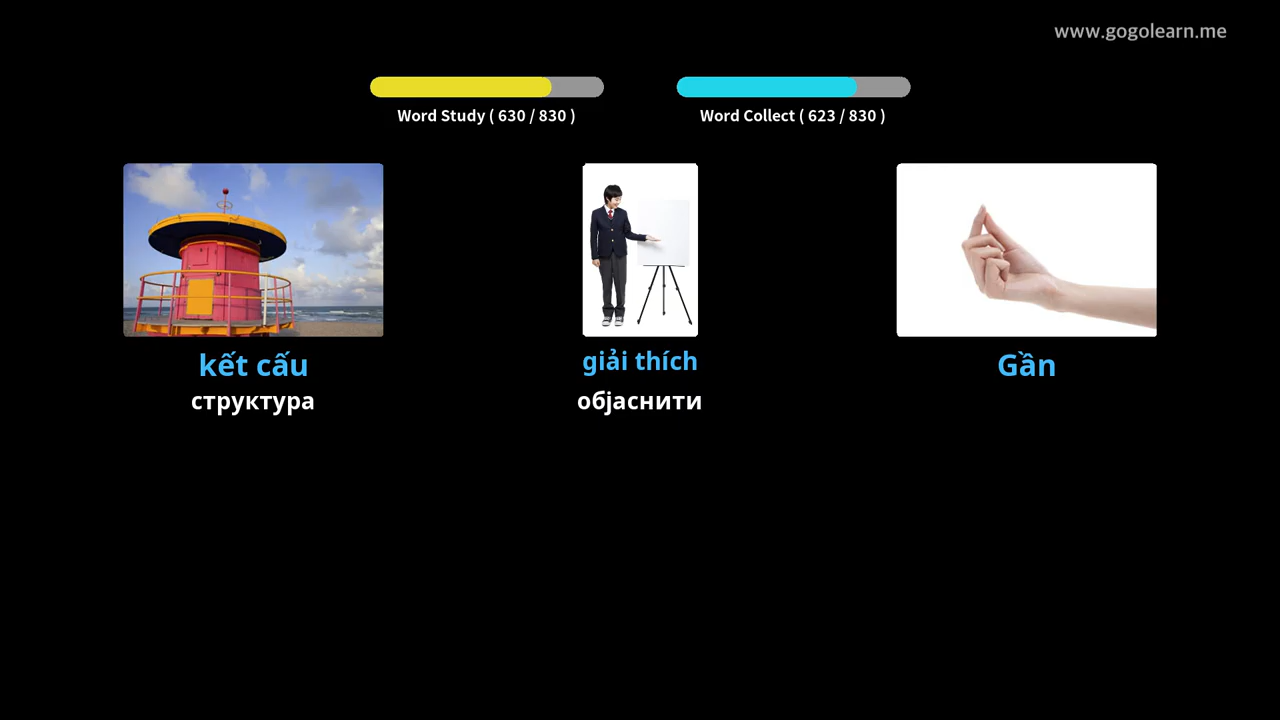 www.gogolearn.me
Word Study ( 630 / 830 )
Word Collect ( 623 / 830 )
kết cấu
giải thích
Gần
структура
објаснити